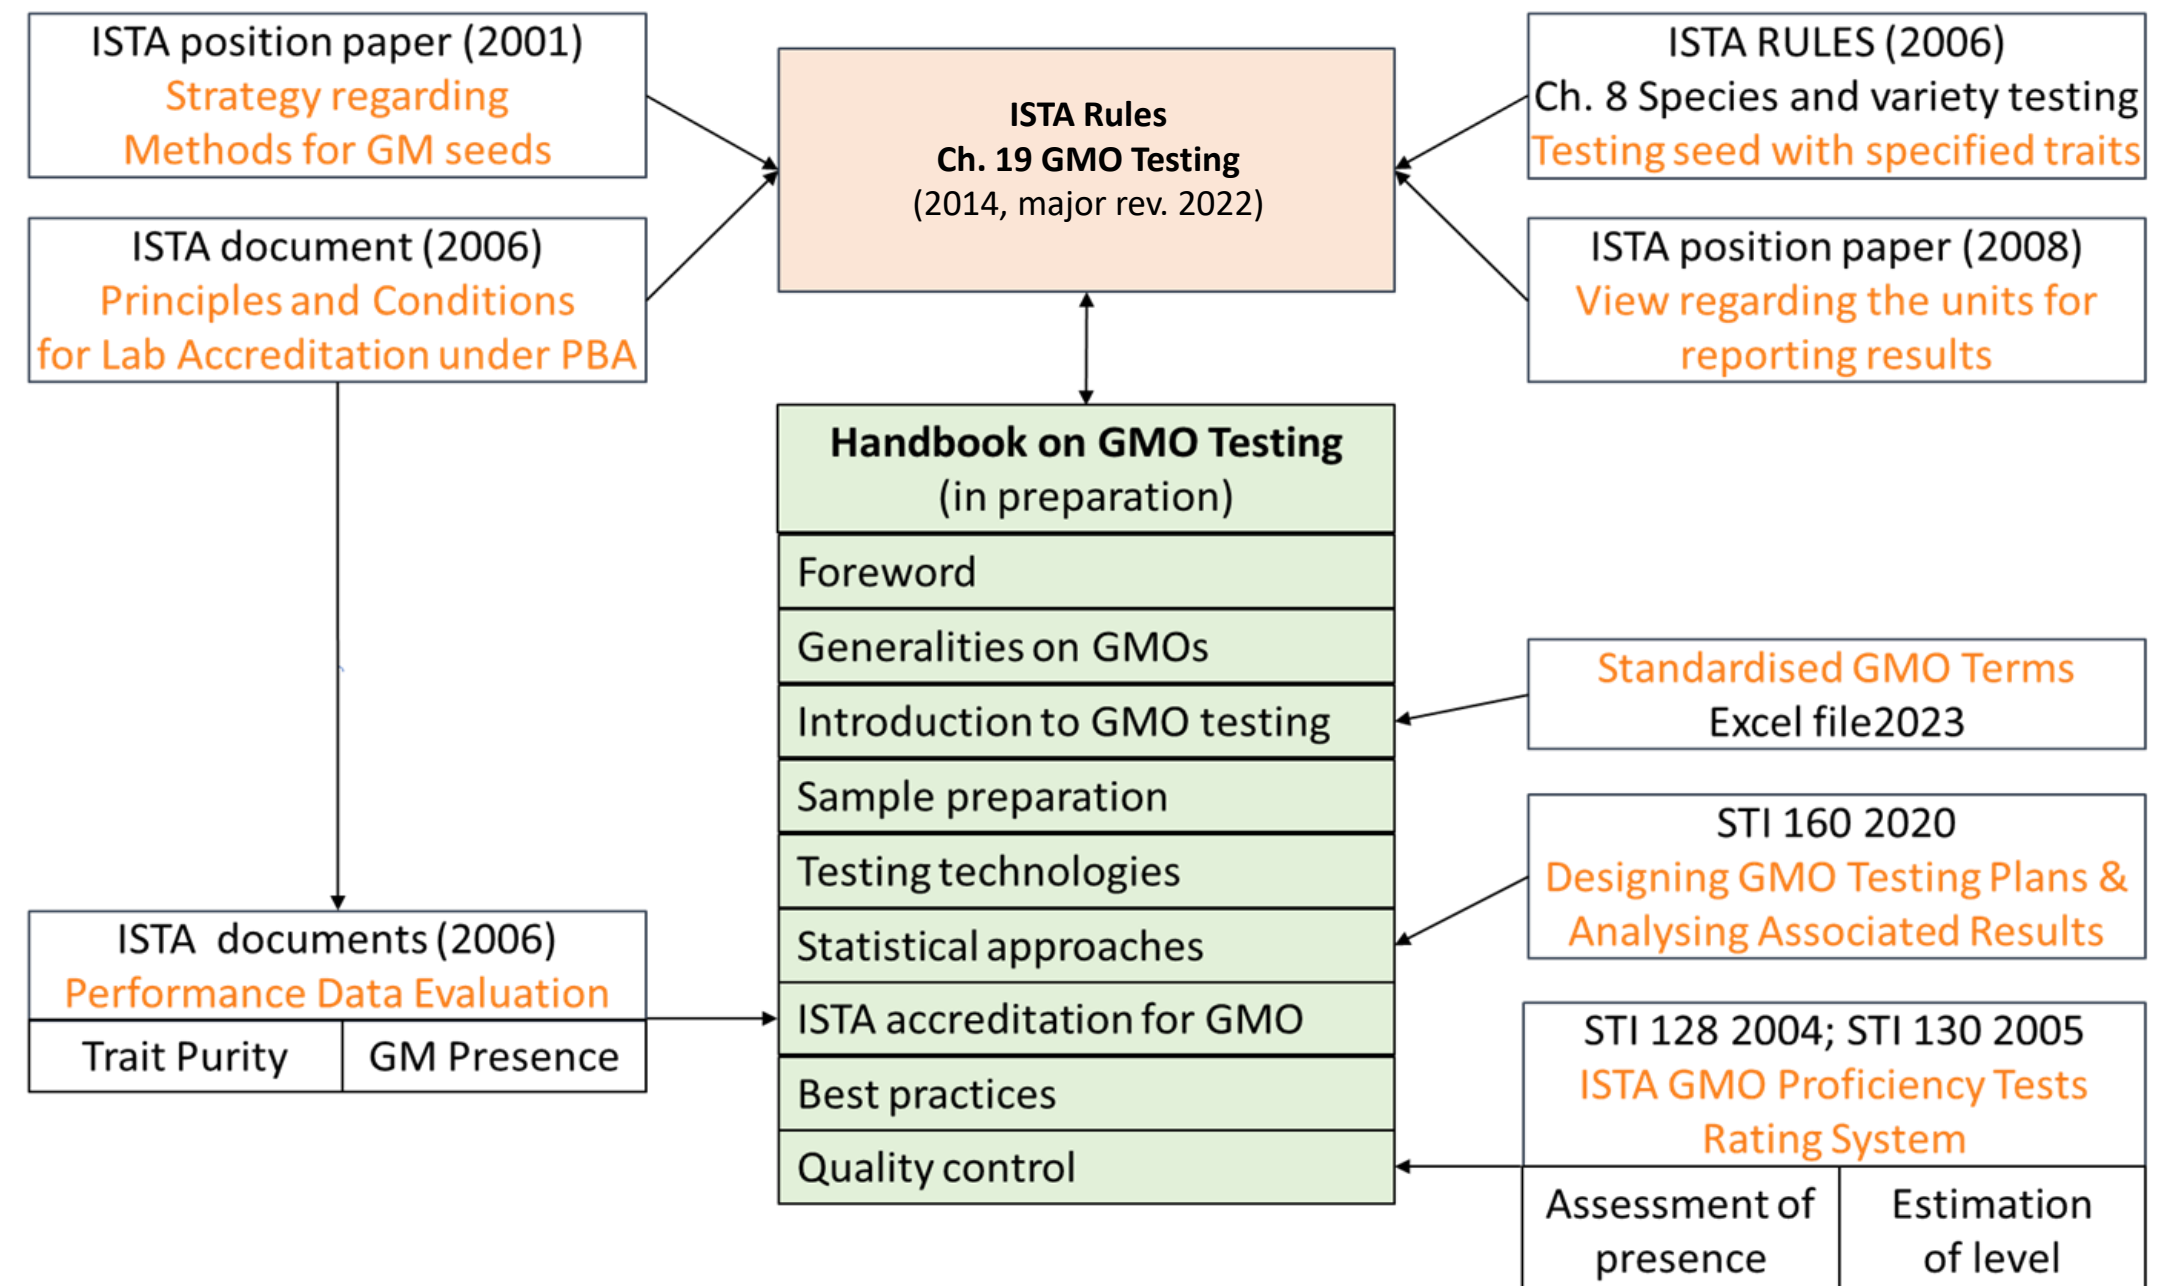 ISTA position paper (2001)
Strategy regarding
Methods for GM seeds
ISTA document (2006)
Principles and Conditions
for Lab Accreditation under PBA
ISTA Rules
Ch. 19 GMO Testing
(2014, major rev. 2022)
ISTA RULES (2006)
Ch. 8 Species and variety testing
Testing seed with specified traits
ISTA position paper (2008)
View regarding the units for
reporting results
Handbook on GMO Testing
(in preparation)
Foreword
Generalities on GMOs
Introduction to GMO testing
Sample preparation
Testing technologies
Statistical approaches
ISTA accreditation for GMO
Best practices
Quality control
Standardised GMO Terms
Excel file2023
STI 160 2020
Designing GMO Testing Plans &
Analysing Associated Results
ISTA documents (2006)
Performance Data Evaluation
Trait Purity
GM Presence
STI 128 2004; STI 130 2005
ISTA GMO Proficiency Tests
Rating System
Assessment of
presence
Estimation
of level